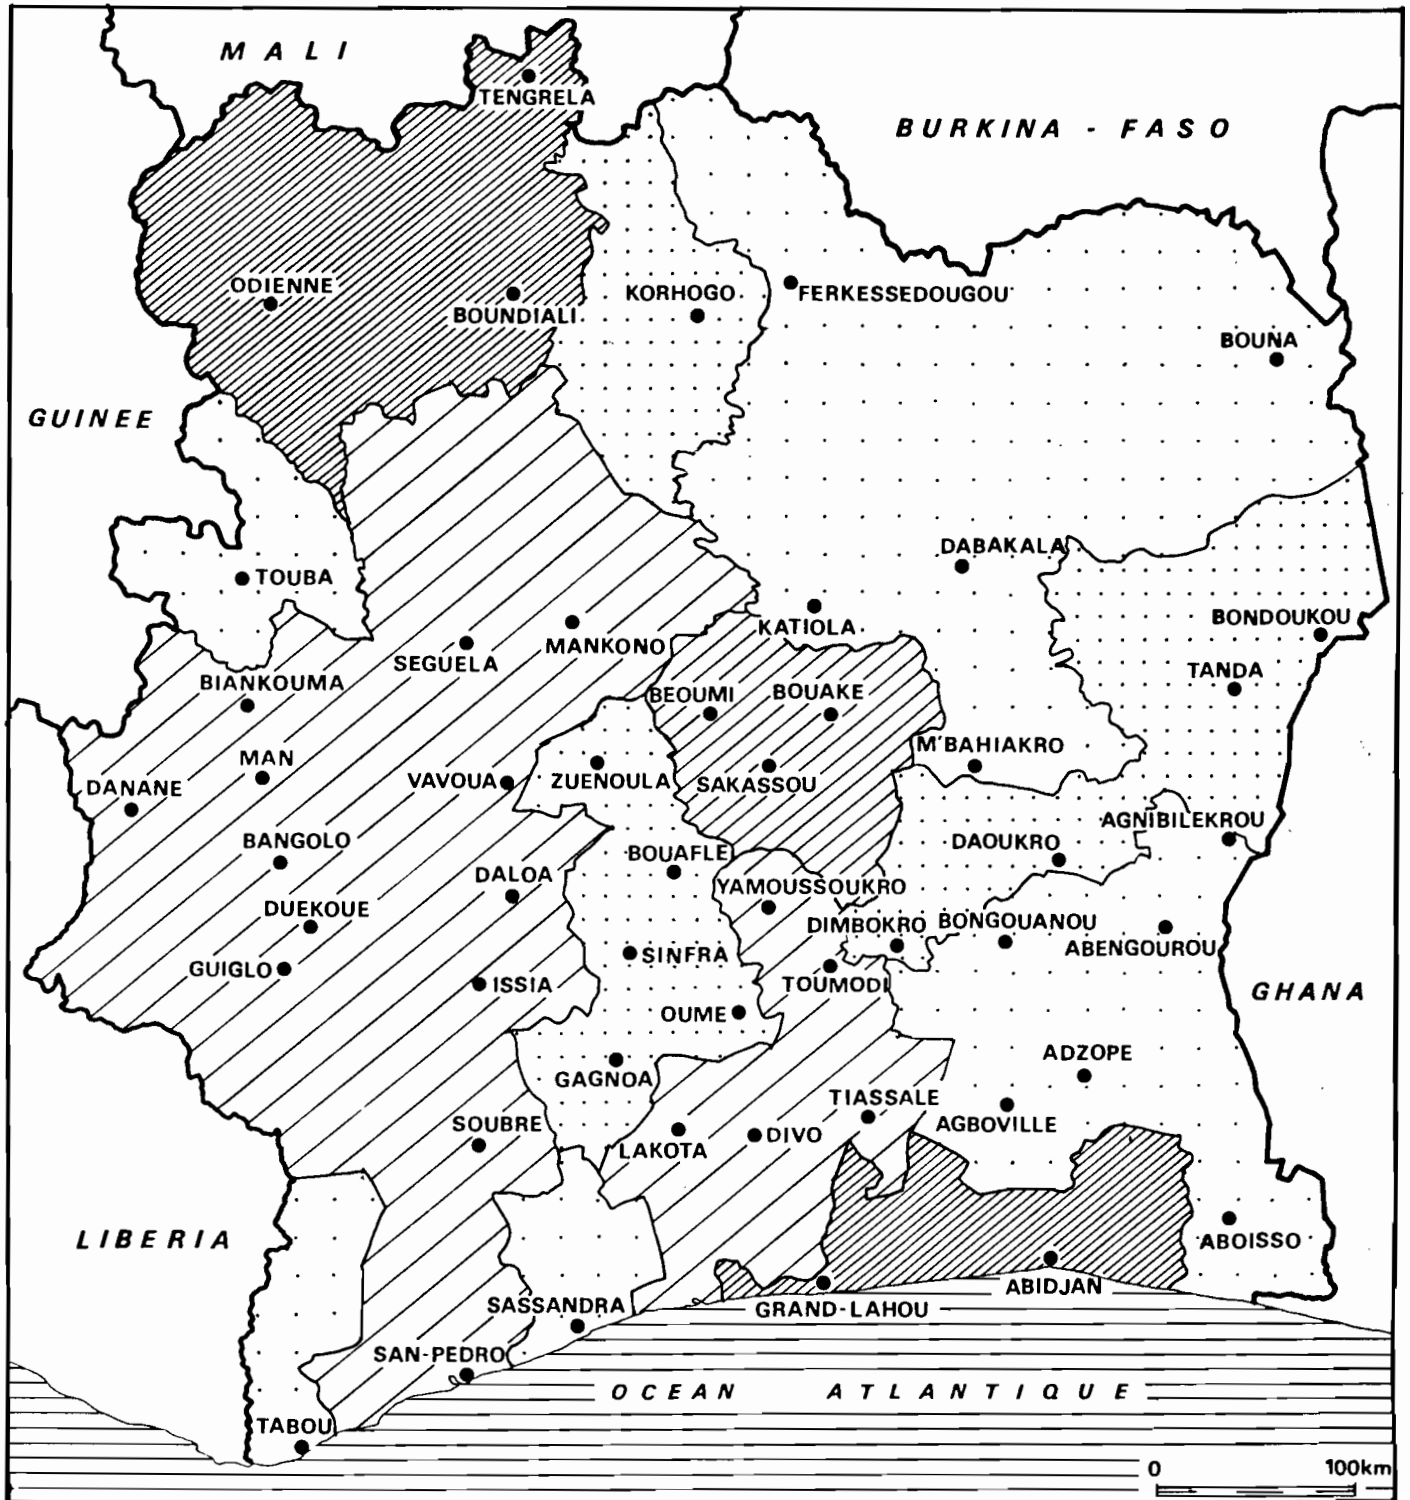 MALI
TENGRELA
BURKINA - FASO
ODIENNE
BOUNDIALI
KORHOGO
FERKESSEDOUGOU
BOUNA
GUINEE
DABAKALA
TOUBA
KATIOLA
BONDOUKOU
MANKONO
SEGUELA
TANDA
BIANKOUMA
BEOUMI
BOUAKE
M'BAHIAKRO
MAN
DANANE
VAVOUA
ZUENOULA
SAKASSOU
AGNIBILEKROU
BANGOLO
BOUAFLE
DAOUKRO
DALOA
YAMOUSSOUKRO
DUEKOUE
DIMBOKRO
BONGOUANOU
ABENGOUROU
GUIGLO
ISSIA
SINFRA
TOUMODI
GHANA
OUME
GAGNOA
ADZOPE
TIASSALE
SOUBRE
LAKOTA
DIVO
AGBOVILLE
LIBERIA
ABOISSO
SASSANDRA
GRAND-LAHOU
ABIDJAN
SAN-PEDRO
OCEAN ATLANTIQUE
TABOU
0 100km